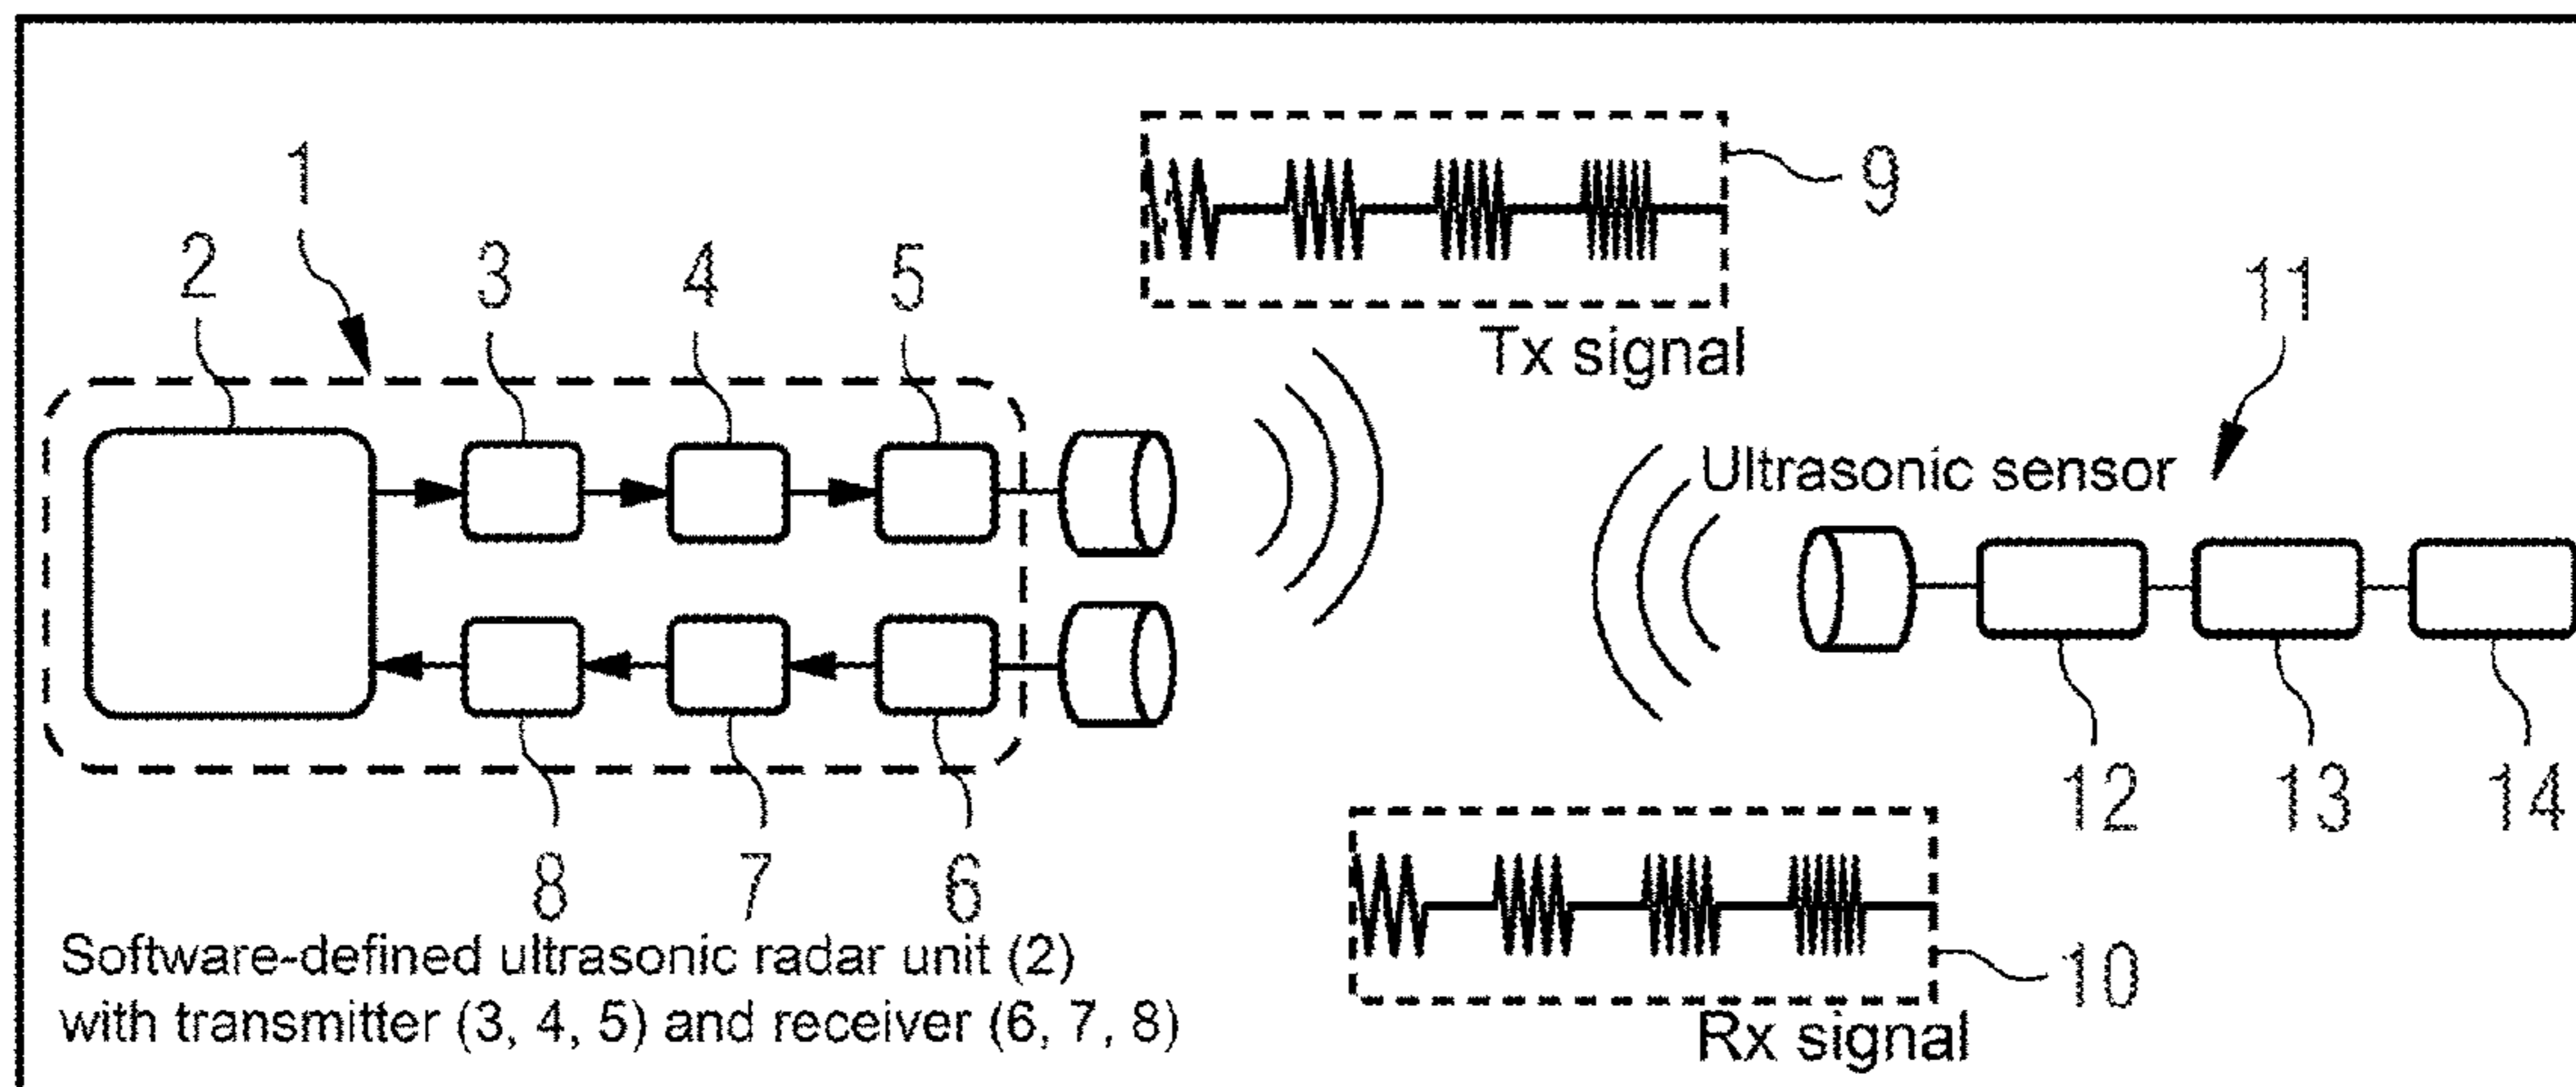 1
2
3
4
5
9
Tx signal
11
Ultrasonic sensor
12
13
14
8
7
6
Software-defined ultrasonic radar unit (2)
with transmitter (3, 4, 5) and receiver (6, 7, 8)
10
Rx signal